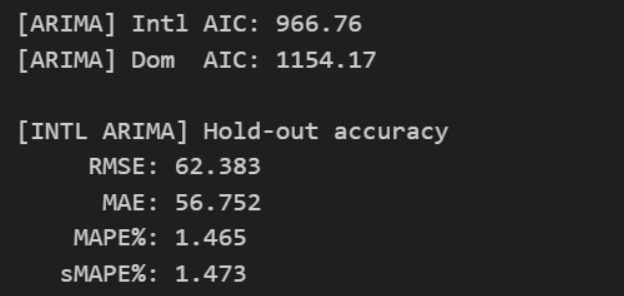 [ARIMA] Intl AIC: 966.76
[ARIMA] Dom  AIC: 1154.17
[INTL ARIMA] Hold-out accuracy
RMSE: 62.383
MAE: 56.752
MAPE%: 1.465
sMAPE%: 1.473